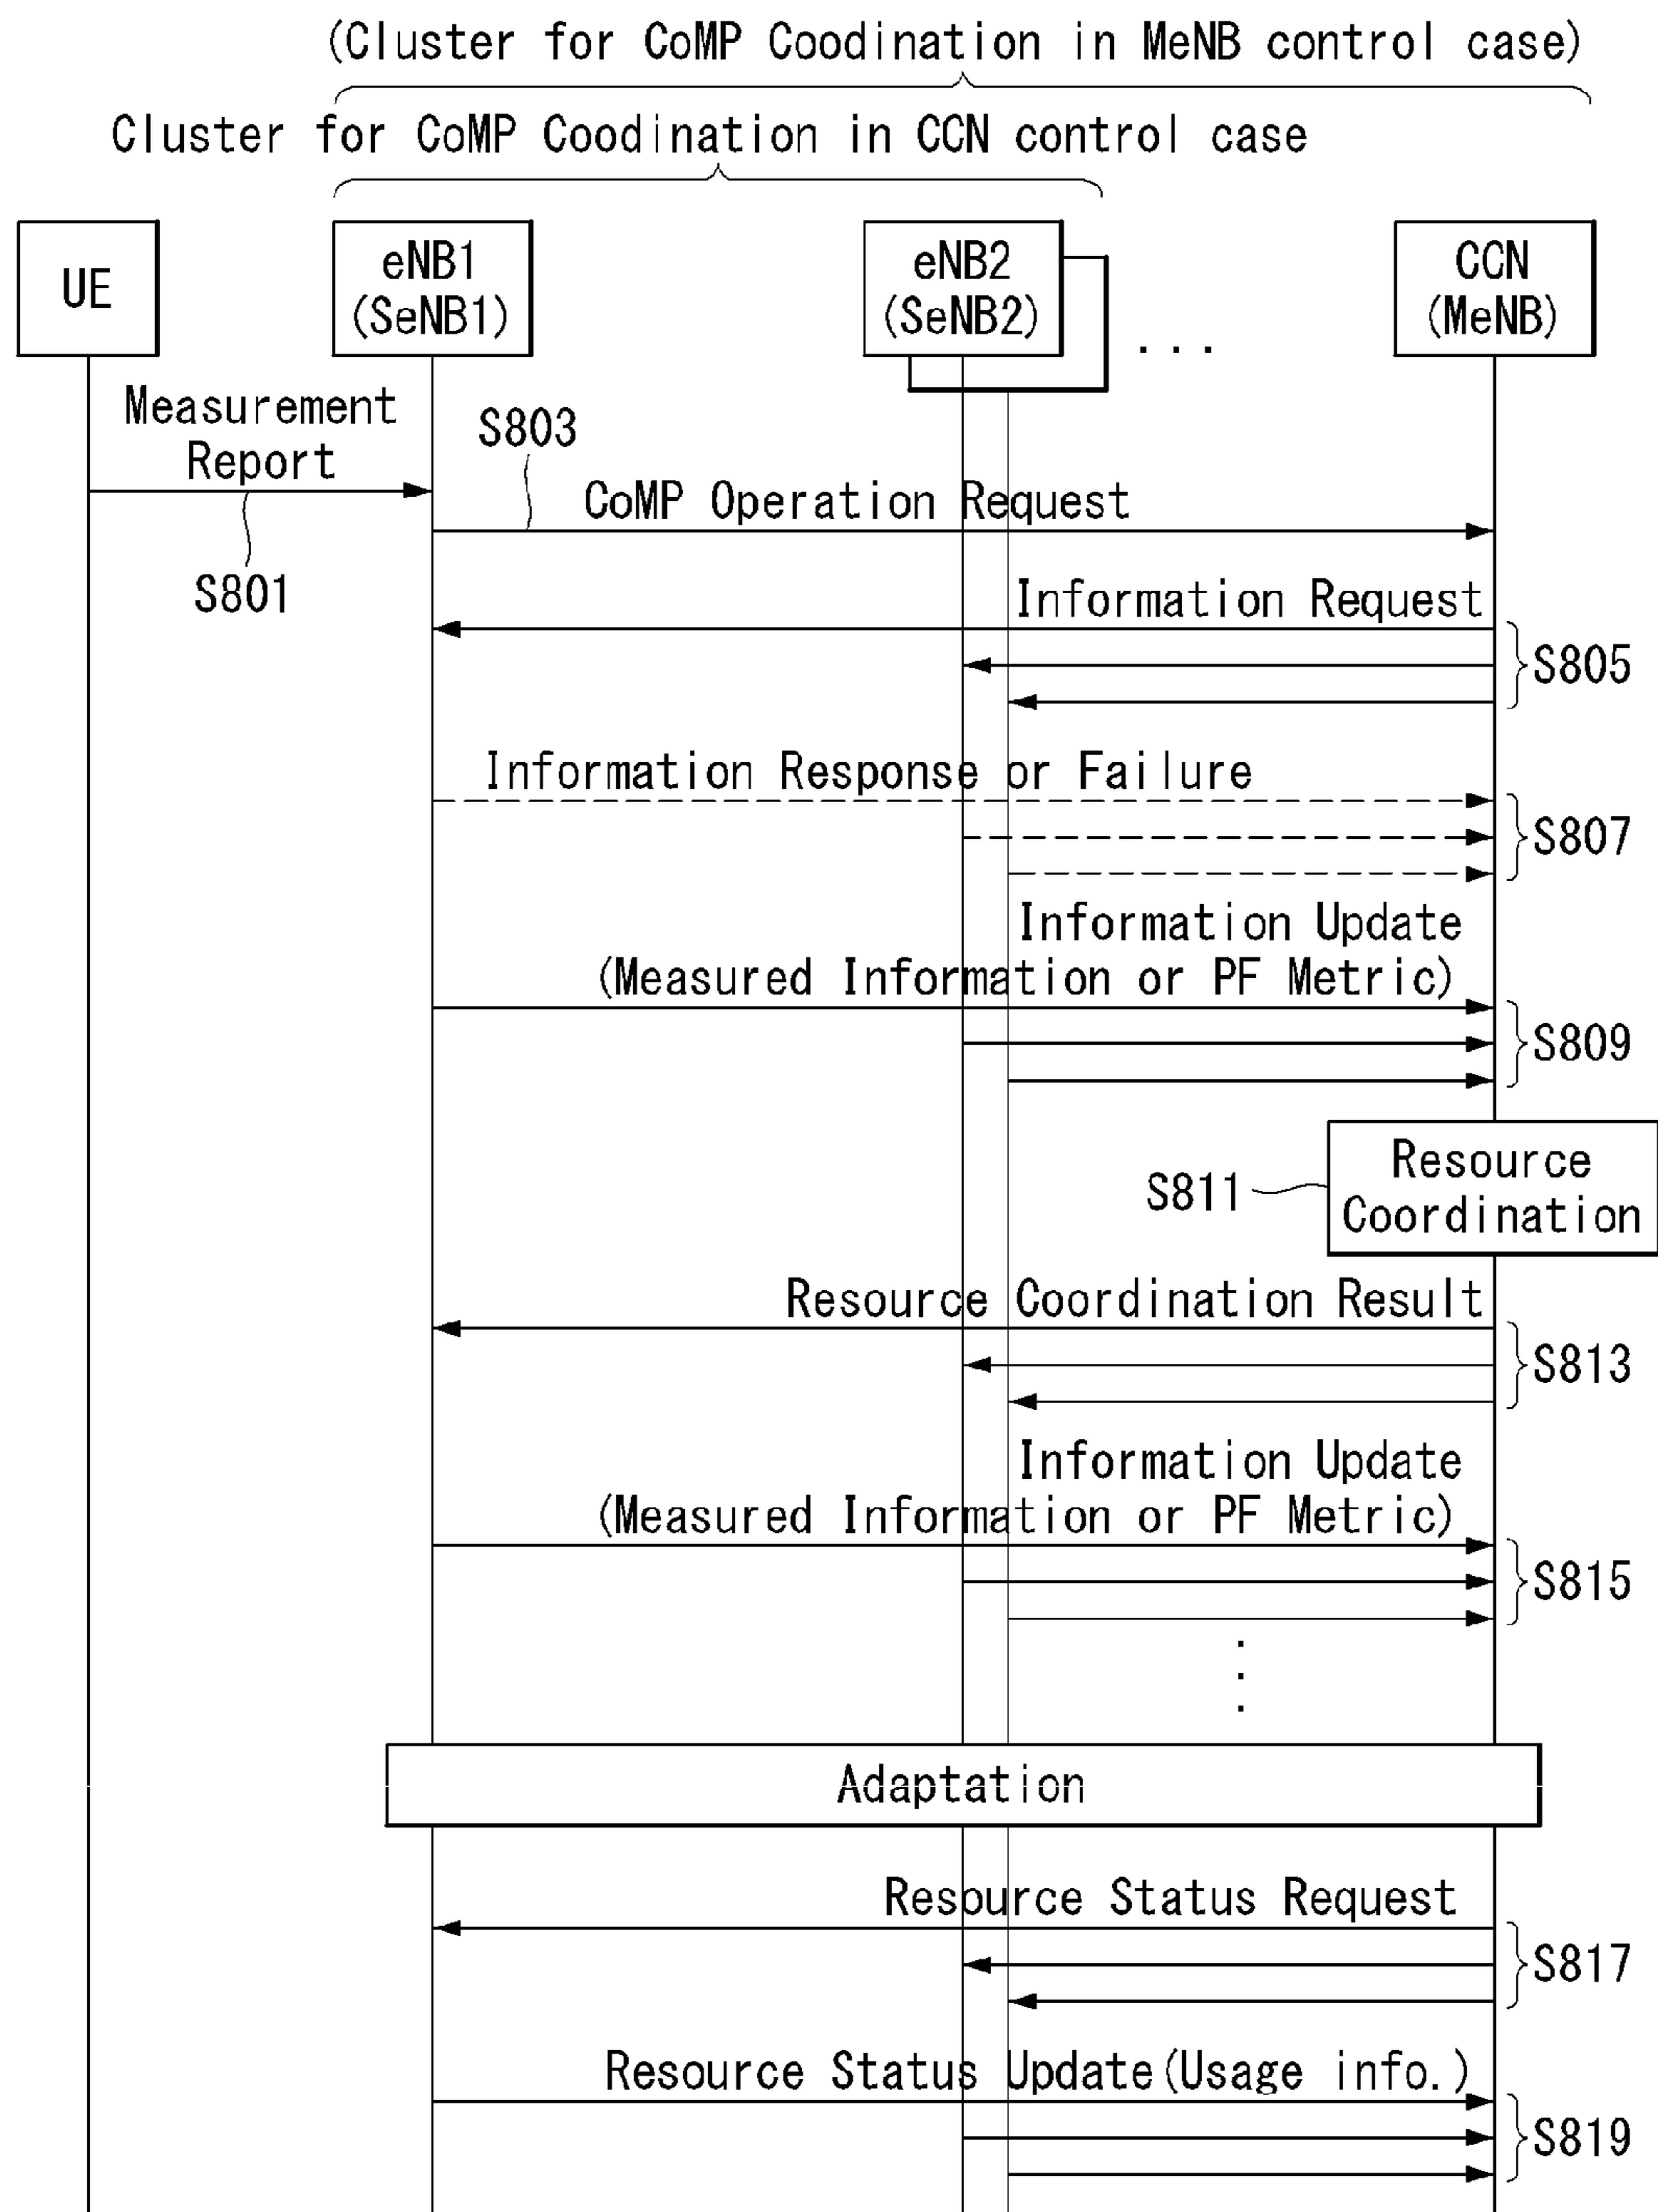 (Cluster for CoMP Coodination in MeNB control case)
Cluster for CoMP Coodination in CCN control case
UE
eNB1
(SeNB1)
eNB2
(SeNB2)
. . .
CCN
(MeNB)
Measurement
Report
S801
S803
CoMP Operation Request
Information Request
S805
Information Response or Failure
S807
Information Update
(Measured Information or PF Metric)
S809
Resource
Coordination
S811
Resource Coordination Result
S813
Information Update
(Measured Information or PF Metric)
S815
Adaptation
Resource Status Request
S817
Resource Status Update(Usage info.)
S819